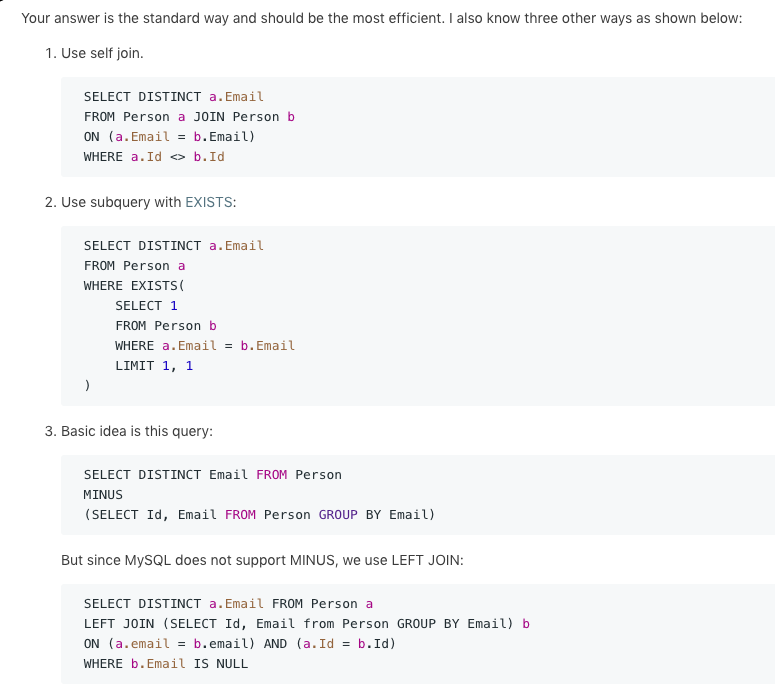 Your answer is the standard way and should be the most efficient. I also know three other ways as shown below:
1. Use self join.
SELECT DISTINCT a.Email
FROM Person a JOIN Person b
ON (a.Email = b.Email)
WHERE a.Id <> b.Id
2. Use subquery with EXISTS:
SELECT DISTINCT a.Email
FROM Person a
WHERE EXISTS(
    SELECT 1
    FROM Person b
    WHERE a.Email = b.Email
    LIMIT 1, 1
)
3. Basic idea is this query:
SELECT DISTINCT Email FROM Person
MINUS
(SELECT Id, Email FROM Person GROUP BY Email)
But since MySQL does not support MINUS, we use LEFT JOIN:
SELECT DISTINCT a.Email FROM Person a
LEFT JOIN (SELECT Id, Email from Person GROUP BY Email) b
ON (a.email = b.email) AND (a.Id = b.Id)
WHERE b.Email IS NULL